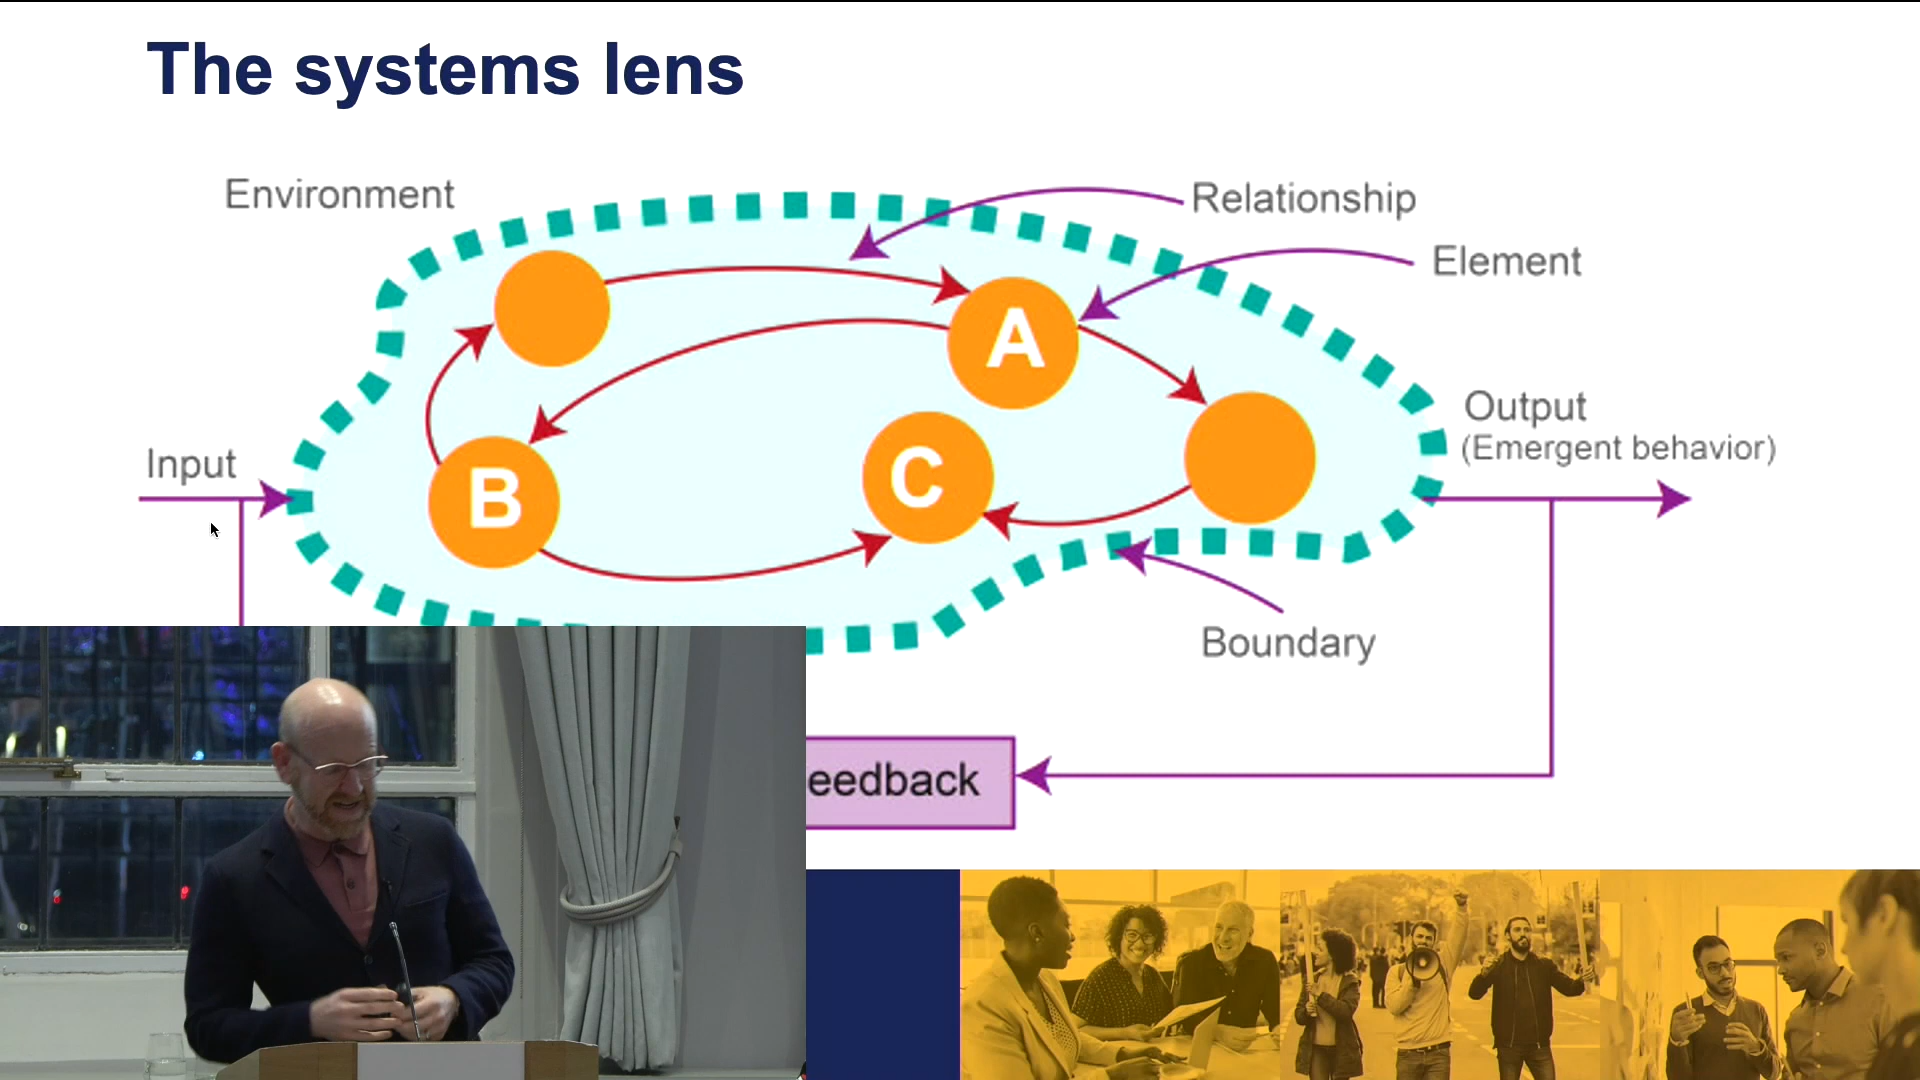 The systems lens
Environment
Relationship
Element
A
Output
(Emergent behavior)
Input
C
B
Boundary
eedback